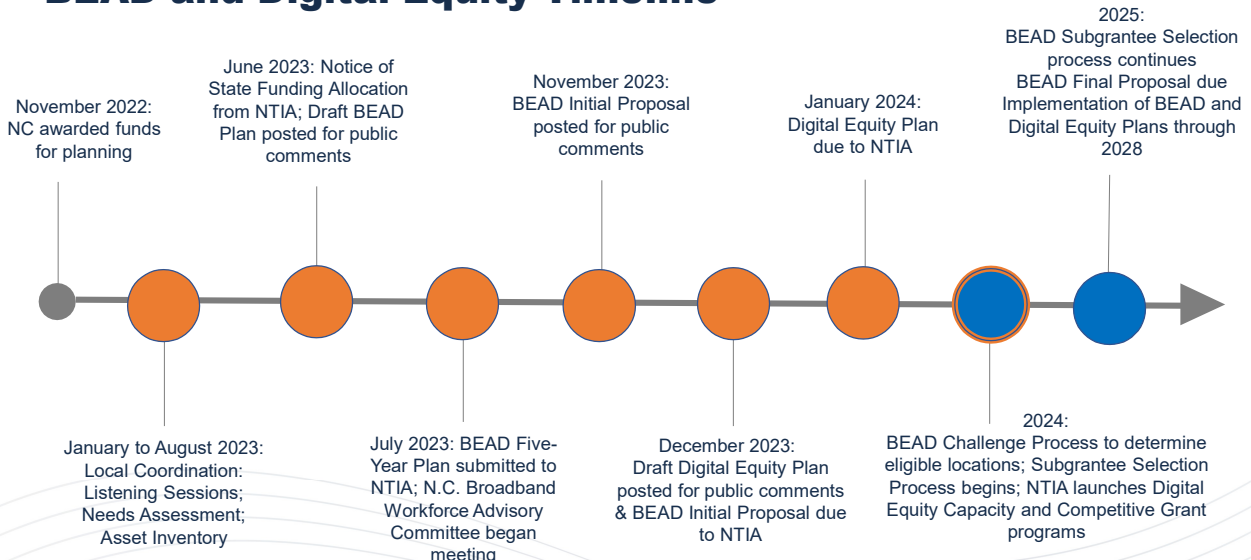 BEAD and Digital Equity Timeline
November 2022:
NC awarded funds
for planning
June 2023: Notice of
State Funding Allocation
from NTIA; Draft BEAD
Plan posted for public
comments
November 2023:
BEAD Initial Proposal
posted for public
comments
January 2024:
Digital Equity Plan
due to NTIA
2025:
BEAD Subgrantee Selection
process continues
BEAD Final Proposal due
Implementation of BEAD and
Digital Equity Plans through
2028
January to August 2023:
Local Coordination:
Listening Sessions;
Needs Assessment;
Asset Inventory
July 2023: BEAD Five-
Year Plan submitted to
NTIA; N.C. Broadband
Workforce Advisory
Committee began
meeting
December 2023:
Draft Digital Equity Plan
posted for public comments
& BEAD Initial Proposal due
to NTIA
2024:
BEAD Challenge Process to determine
eligible locations; Subgrantee Selection
Process begins; NTIA launches Digital
Equity Capacity and Competitive Grant
programs